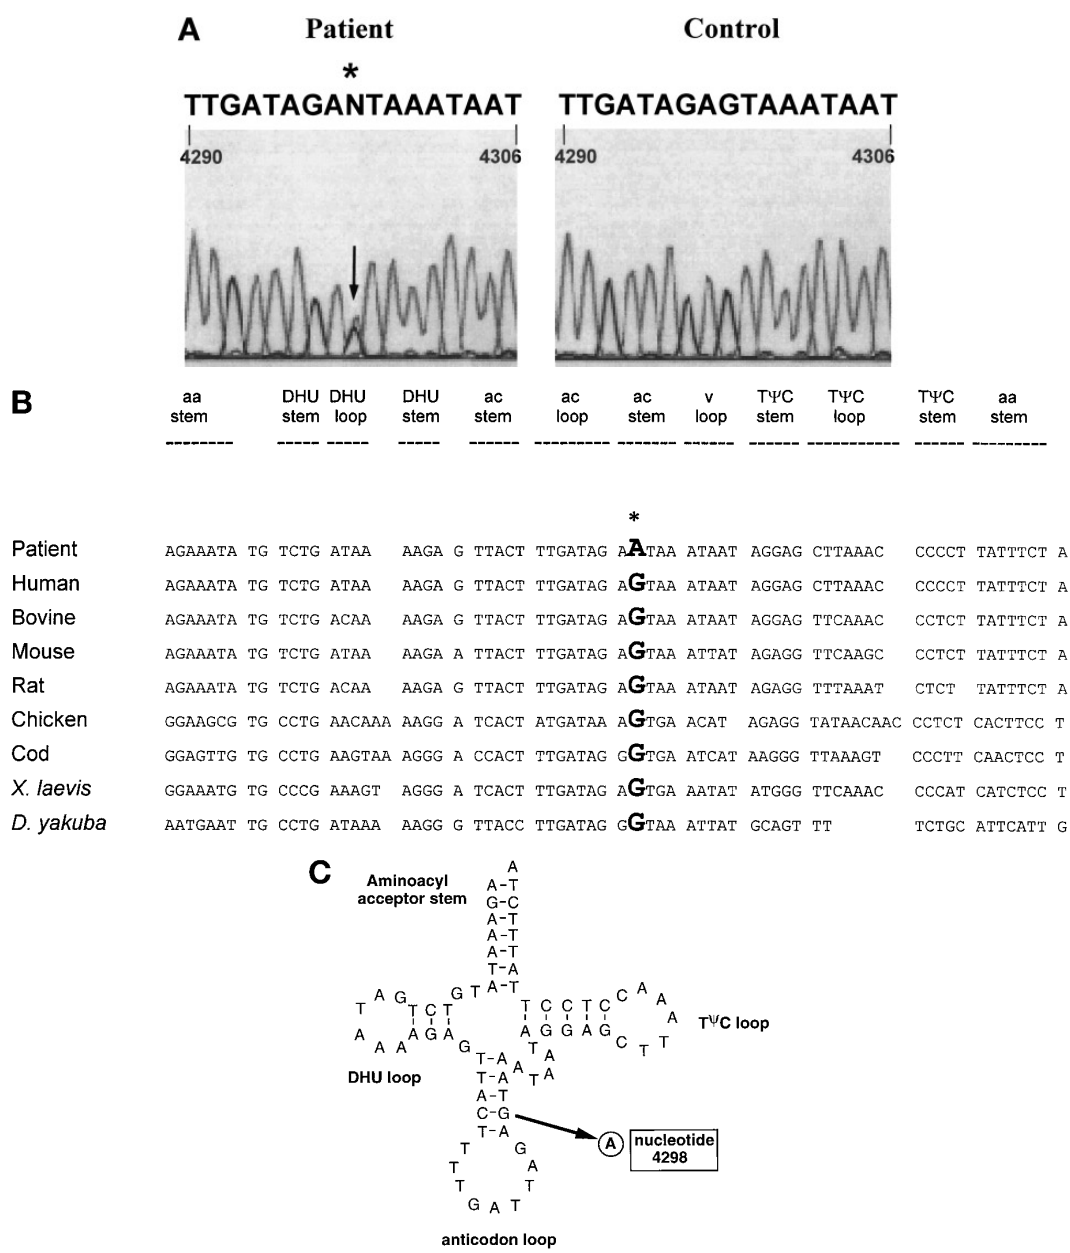 A Patient Control
*
TTGATAGANTAAATAAT TTGATAGAGTAAATAAT
4290 4306 4290 4306
B
aa DHU DHU DHU ac ac ac v TΨC TΨC TΨC aa
stem stem loop stem stem loop stem loop stem loop stem stem
*
Patient AGAAATA TG TCTG ATAA AAGA G TTACT TTGATAG AATAA ATAAT AGGAG CTTAAAC CCCCT TATTTCT A
Human AGAAATA TG TCTG ATAA AAGA G TTACT TTGATAG AGTAA ATAAT AGGAG CTTAAAC CCCCT TATTTCT A
Bovine AGAAATA TG TCTG ACAA AAGA G TTACT TTGATAG AGTAA ATAAT AGGAG TTCAAAC CCTCT TATTTCT A
Mouse AGAAATA TG TCTG ATAA AAGA A TTACT TTGATAG AGTAA ATTAT AGAGG TTCAAGC CCTCT TATTTCT A
Rat AGAAATA TG TCTG ACAA AAGA G TTACT TTGATAG AGTAA ATAAT AGAGG TTTAAAT CTCT TATTTCT A
Chicken GGAAGCG TG CCTG AACAAA AAGG A TCACT ATGATAA AGTGA ACAT AGAGG TATAACAAC CCTCT CACTTCC T
Cod GGAGTTG TG CCTG AAGTAA AGGG A CCACT TTGATAG GGTGA ATCAT AAGGG TTAAAGT CCCTT CAACTCC T
X. laevis GGAAATG TG CCCG AAAGT AGGG A TCACT TTGATAG AGTGA AATAT ATGGG TTCAAAC CCCAT CATCTCC T
D. yakuba AATGAAT TG CCTG ATAAA AAGG G TTACC TTGATAG GGTAA ATTAT GCAGT TT TCTGC ATTCATT G
C
Aminoacyl
acceptor stem
A
A-T
G-C
A-T
A-T
A-T
T-A
A-T
T A G T C T G T
T C C T C C A A A
A A A A G A G
A G G A G C T T
TΨC loop
DHU loop
T-A
T-A
A-T
C-G
T-A
T A A A T A
T T T G A T T A G
A
nucleotide
4298
anticodon loop